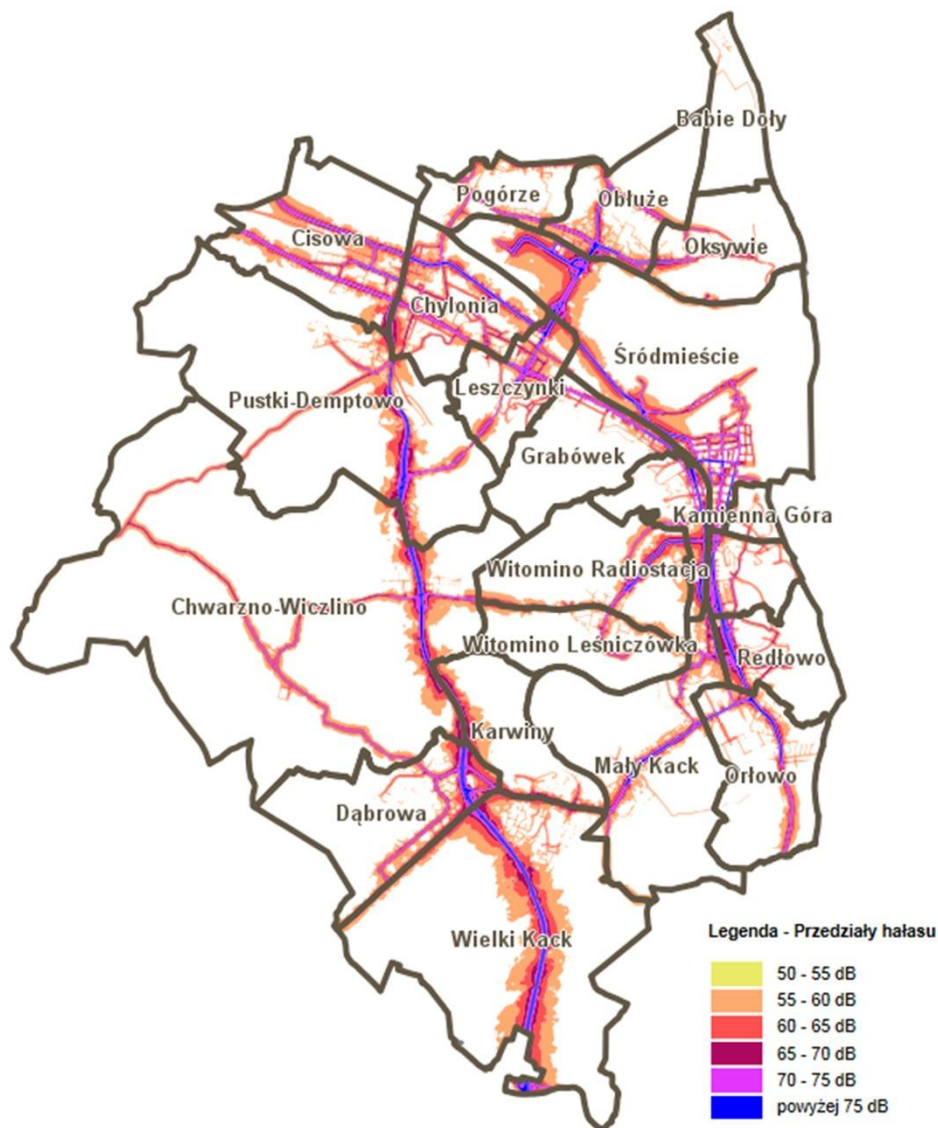 Babie Doły
Pogórze
Obłuże
Cisowa
Oksywie
Chylonia
Śródmieście
Leszczynki
Pustki-Demptowo
Grabówek
Kamienna Góra
Witomino Radiostacja
Chwarzno-Wiczlino
Witomino Leśniczówka
Redłowo
Karwiny
Mały Kack
Orłowo
Dąbrowa
Wielki Kack
Legenda - Przedziały hałasu
50 - 55 dB
55 - 60 dB
60 - 65 dB
65 - 70 dB
70 - 75 dB
powyżej 75 dB